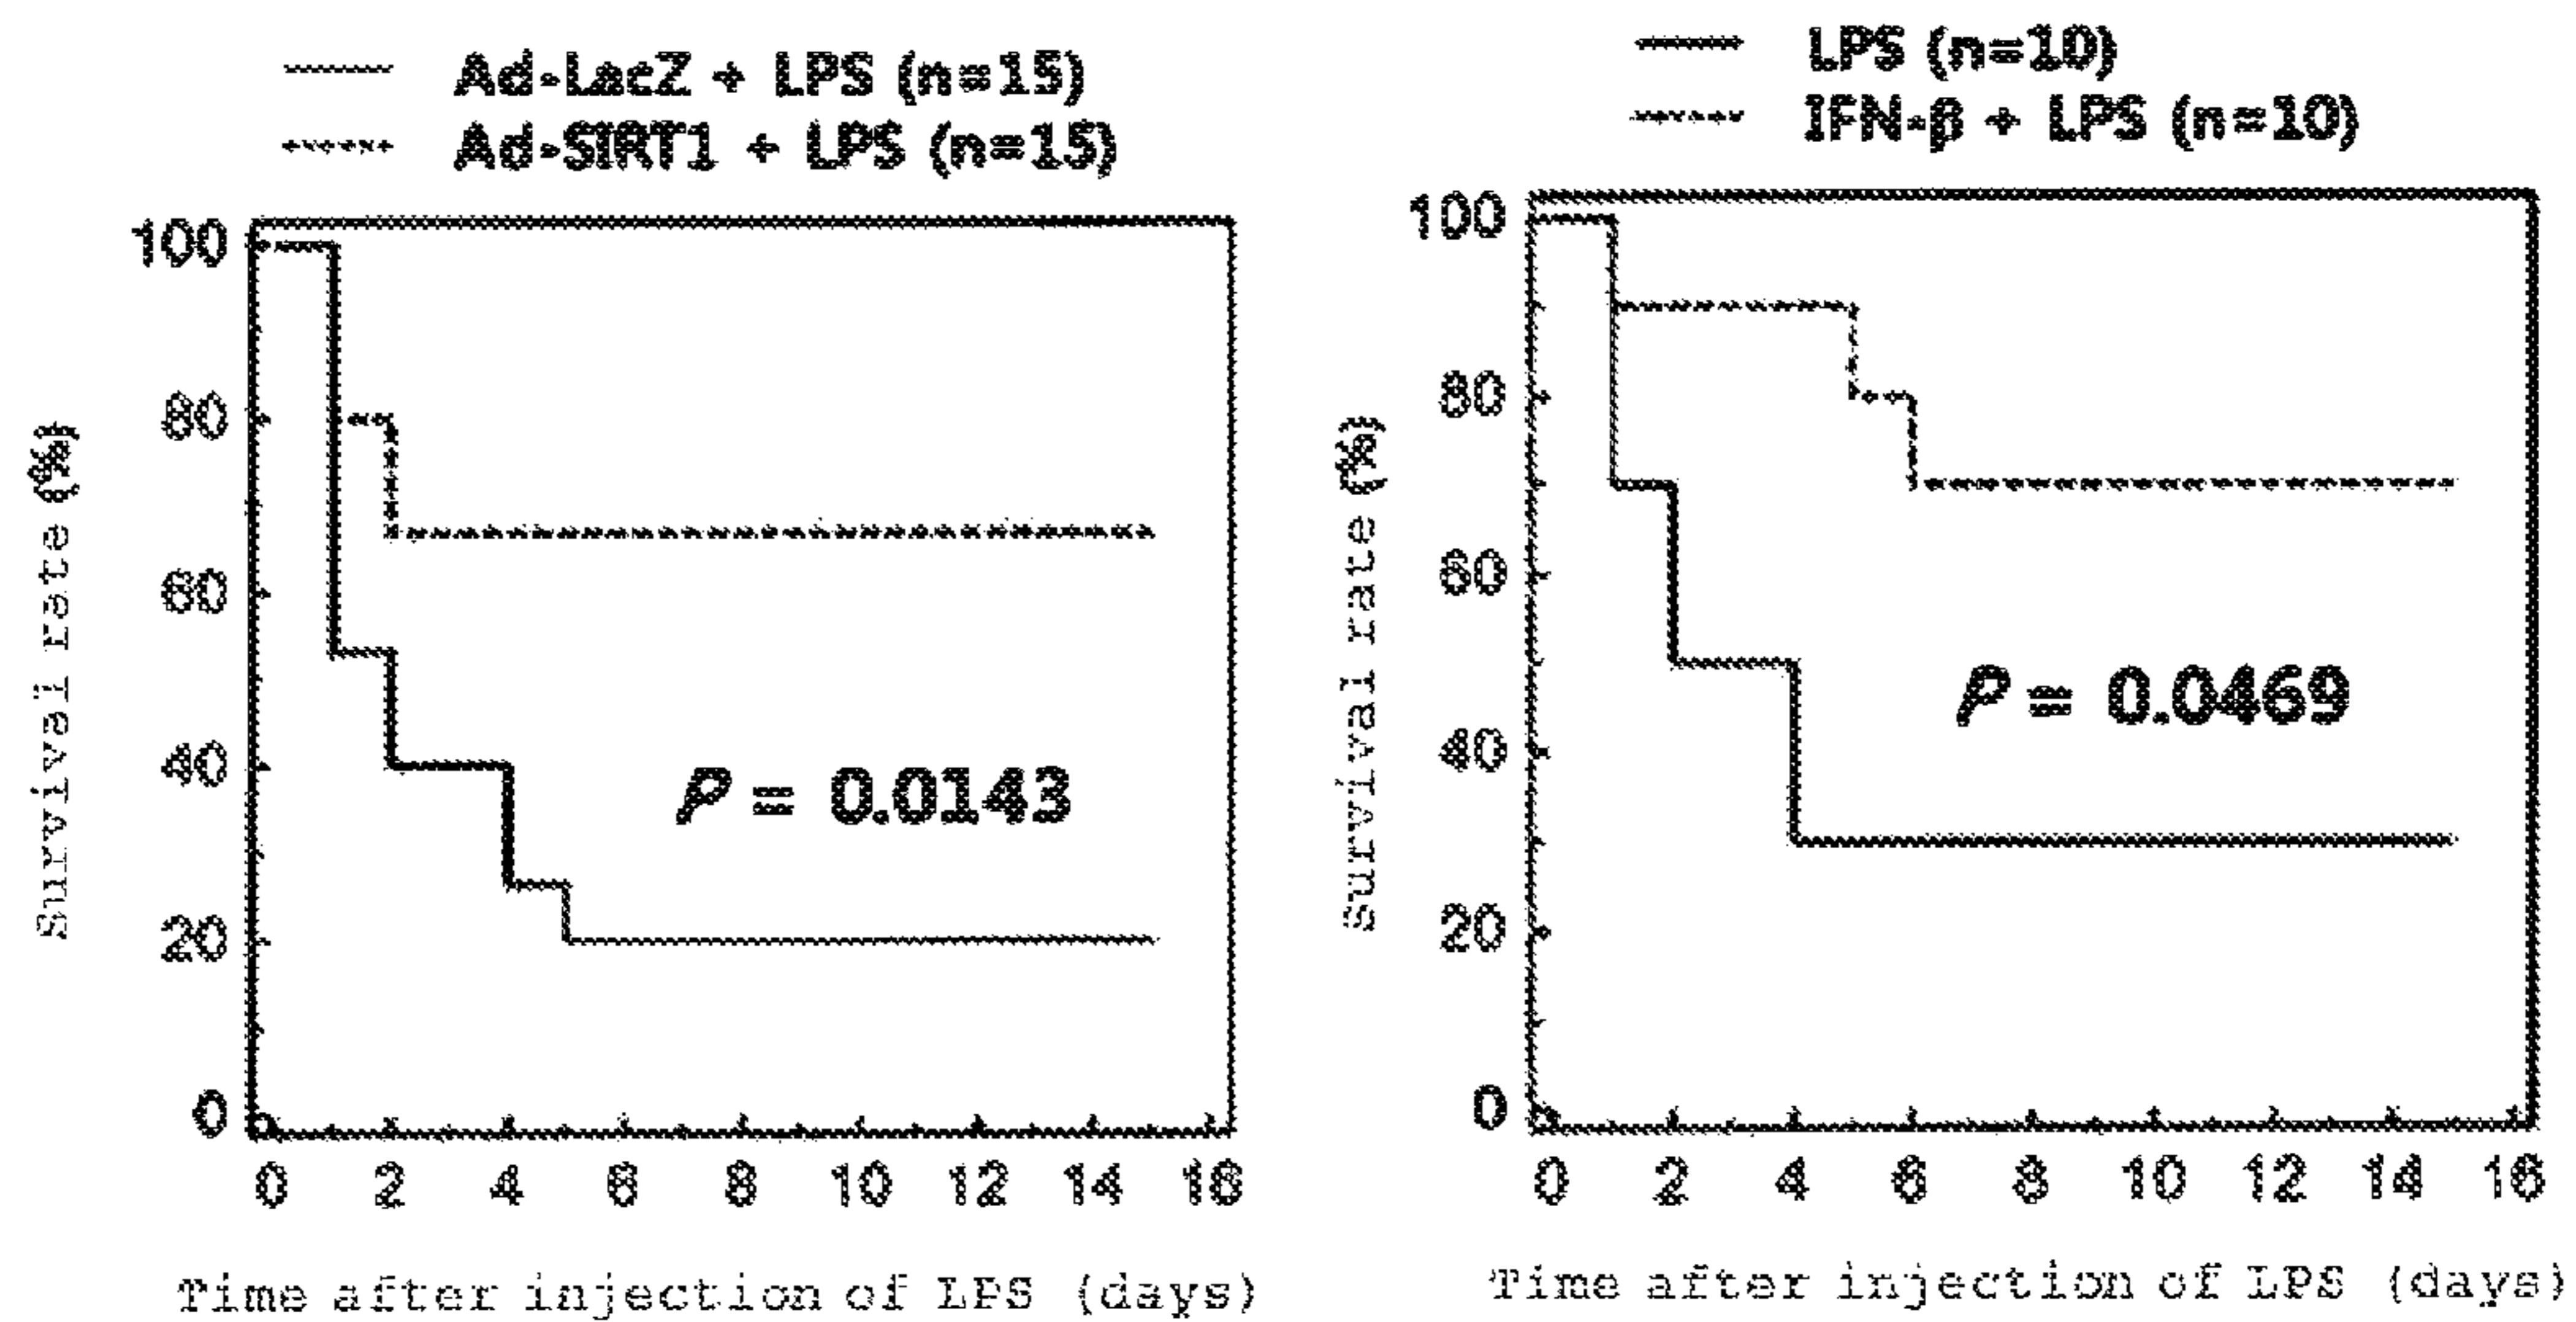 Ad-LacZ + LPS (n=15)
Ad-SIRT1 + LPS (n=15)
100
80
60
40
20
0
Survival rate (%)
P = 0.0143
0 2 4 6 8 10 12 14 16
Time after injection of LPS (days)
LPS (n=10)
IFN-β + LPS (n=10)
100
80
60
40
20
0
Survival rate (%)
P = 0.0469
0 2 4 6 8 10 12 14 16
Time after injection of LPS (days)